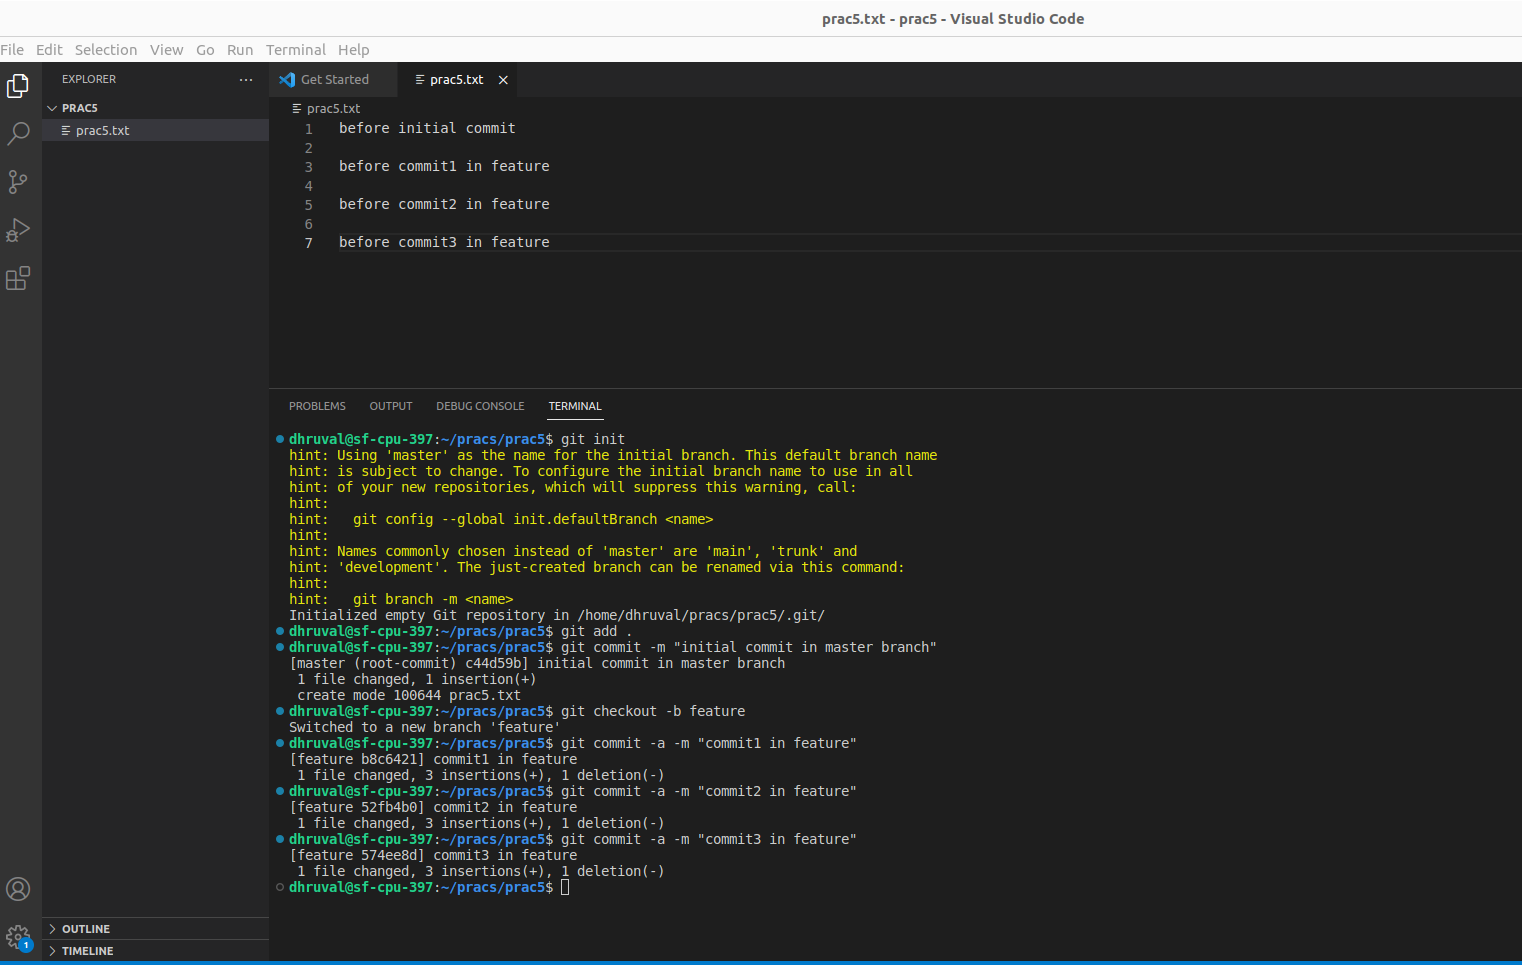 prac5.txt - prac5 - Visual Studio Code
File Edit Selection View Go Run Terminal Help
EXPLORER ...
PRAC5
prac5.txt
Get Started
prac5.txt
prac5.txt
1 before initial commit
2
3 before commit1 in feature
4
5 before commit2 in feature
6
7 before commit3 in feature
PROBLEMS OUTPUT DEBUG CONSOLE TERMINAL
dhruval@sf-cpu-397:~/pracs/prac5$ git init
hint: Using 'master' as the name for the initial branch. This default branch name
hint: is subject to change. To configure the initial branch name to use in all
hint: of your new repositories, which will suppress this warning, call:
hint:
hint:   git config --global init.defaultBranch <name>
hint:
hint: Names commonly chosen instead of 'master' are 'main', 'trunk' and
hint: 'development'. The just-created branch can be renamed via this command:
hint:
hint:   git branch -m <name>
Initialized empty Git repository in /home/dhruval/pracs/prac5/.git/
dhruval@sf-cpu-397:~/pracs/prac5$ git add .
dhruval@sf-cpu-397:~/pracs/prac5$ git commit -m "initial commit in master branch"
[master (root-commit) c44d59b] initial commit in master branch
 1 file changed, 1 insertion(+)
 create mode 100644 prac5.txt
dhruval@sf-cpu-397:~/pracs/prac5$ git checkout -b feature
Switched to a new branch 'feature'
dhruval@sf-cpu-397:~/pracs/prac5$ git commit -a -m "commit1 in feature"
[feature b8c6421] commit1 in feature
 1 file changed, 3 insertions(+), 1 deletion(-)
dhruval@sf-cpu-397:~/pracs/prac5$ git commit -a -m "commit2 in feature"
[feature 52fb4b0] commit2 in feature
 1 file changed, 3 insertions(+), 1 deletion(-)
dhruval@sf-cpu-397:~/pracs/prac5$ git commit -a -m "commit3 in feature"
[feature 574ee8d] commit3 in feature
 1 file changed, 3 insertions(+), 1 deletion(-)
dhruval@sf-cpu-397:~/pracs/prac5$
OUTLINE
1
TIMELINE